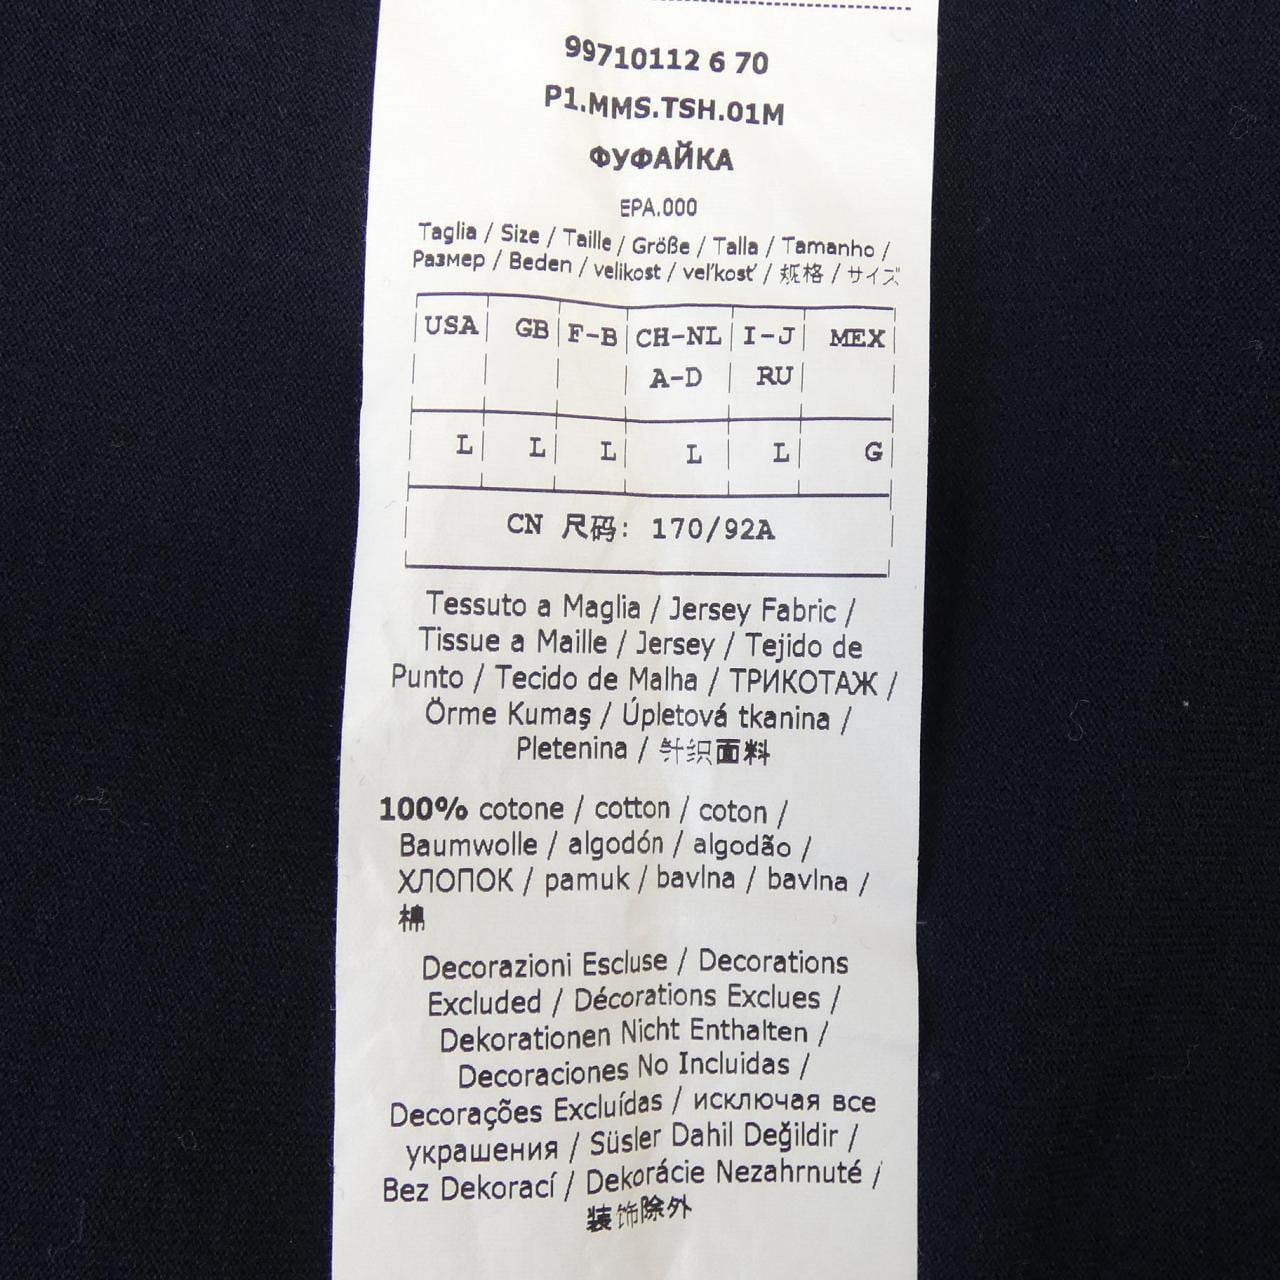 99710112 6 70
P1.MMS.TSH.01M
ФУФАЙКА
EPA.000
Taglia / Size / Taille / Größe / Talla / Tamanho /
Размер / Beden / velikost / veľkosť / 规格 / サイズ
USA GB F-B CH-NL I-J MEX
A-D RU
L L L L L G
CN 尺码: 170/92A
Tessuto a Maglia / Jersey Fabric /
Tissue a Maille / Jersey / Tejido de
Punto / Tecido de Malha / ТРИКОТАЖ /
Örme Kumaş / Úpletová tkanina /
Pletenina / 针织面料
100% cotone / cotton / coton /
Baumwolle / algodón / algodão /
ХЛОПОК / pamuk / bavlna / bavlna /
棉
Decorazioni Escluse / Decorations
Excluded / Décorations Exclues /
Dekorationen Nicht Enthalten /
Decoraciones No Incluidas /
Decorações Excluídas / исключая все
украшения / Süsler Dahil Değildir /
Bez Dekorací / Dekorácie Nezahrnuté /
装饰除外